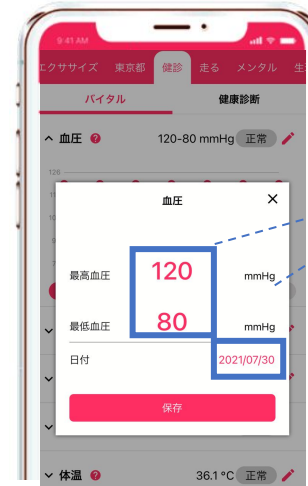 9:41 AM
エクササイズ 東京都 健診 走る メンタル 生
バイタル 健康診断
血圧 ? 120-80 mmHg 正常
120
血圧 ×
最高血圧 120 mmHg
最低血圧 80 mmHg
日付 2021/07/30
保存
体温 ? 36.1 °C 正常